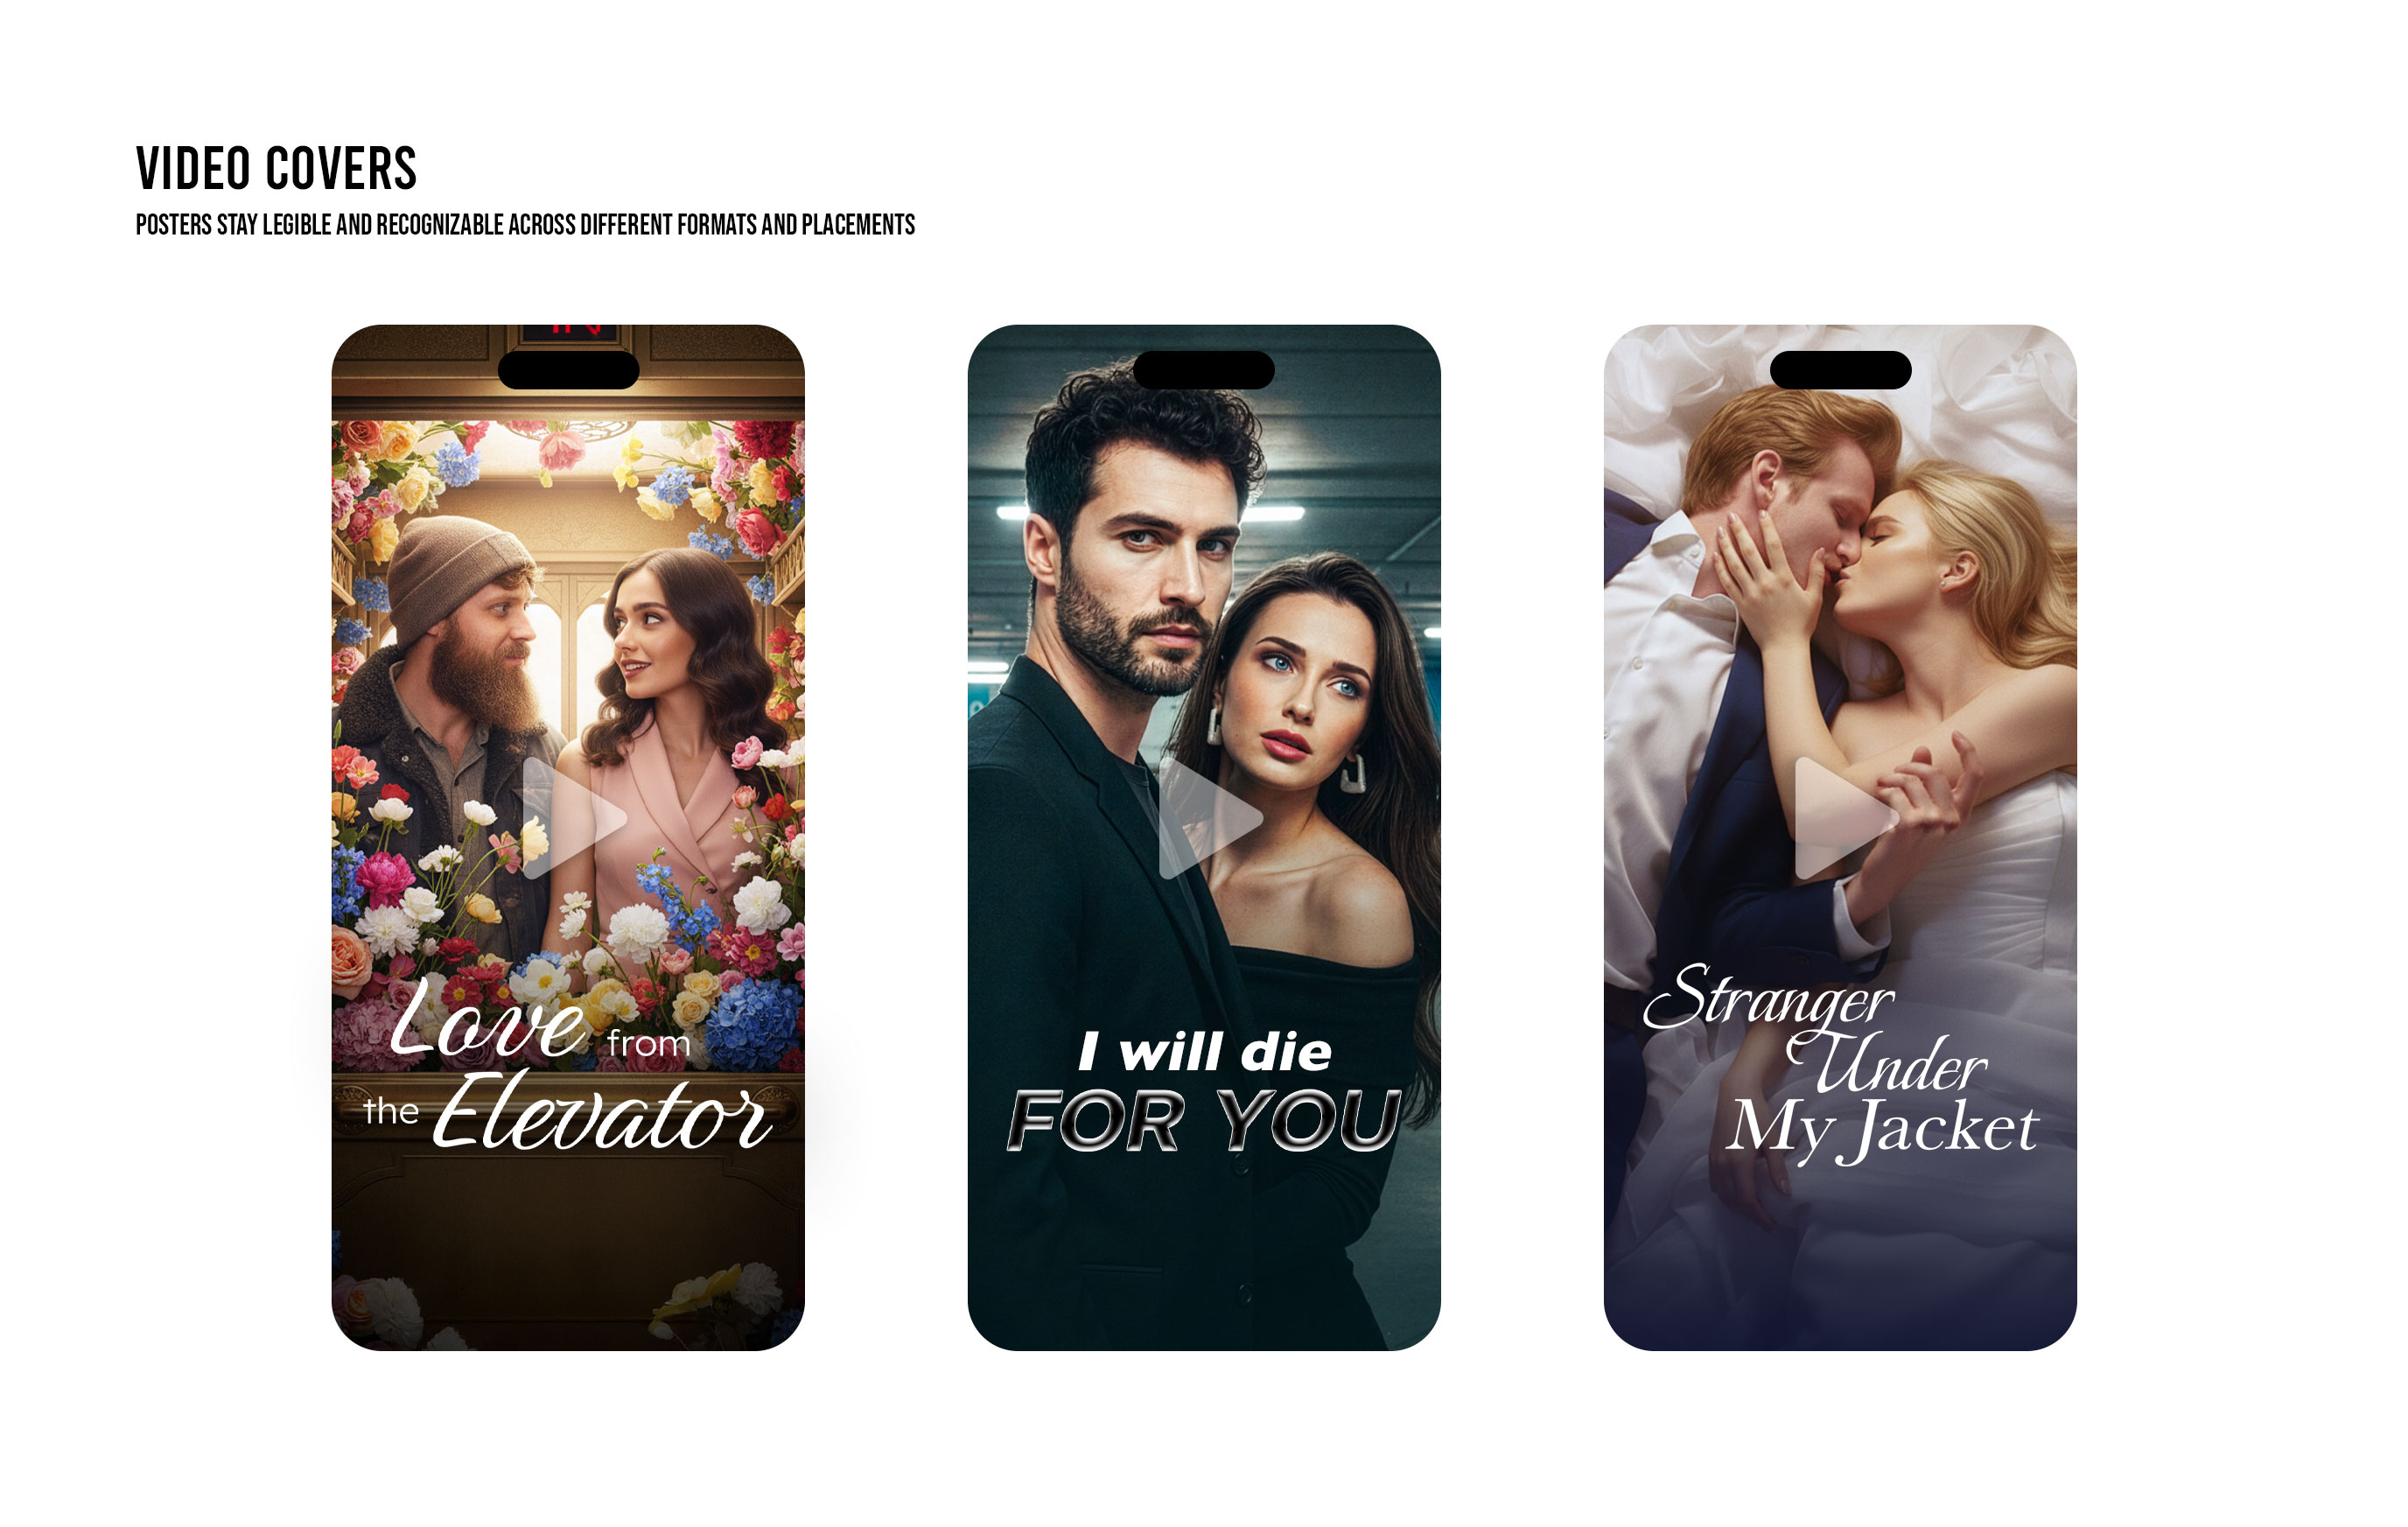 VIDEO COVERS
POSTERS STAY LEGIBLE AND RECOGNIZABLE ACROSS DIFFERENT FORMATS AND PLACEMENTS
Love from
the Elevator
I will die
FOR YOU
Stranger
Under
My Jacket